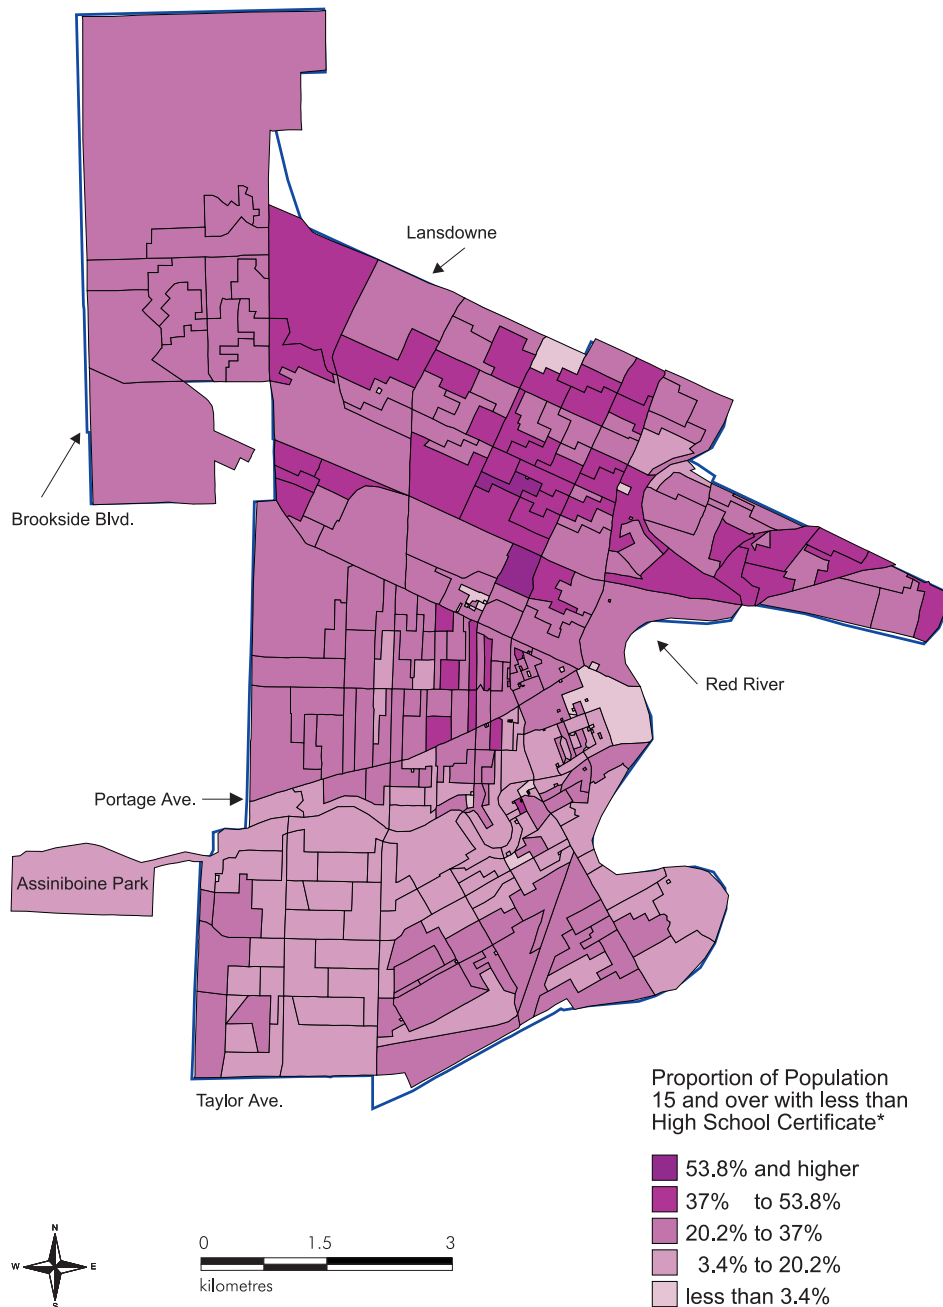 Lansdowne
Brookside Blvd.
Red River
Portage Ave.
Assiniboine Park
Taylor Ave.
Proportion of Population
15 and over with less than
High School Certificate*
53.8% and higher
37% to 53.8%
20.2% to 37%
3.4% to 20.2%
less than 3.4%
N
W E
S
0 1.5 3
kilometres